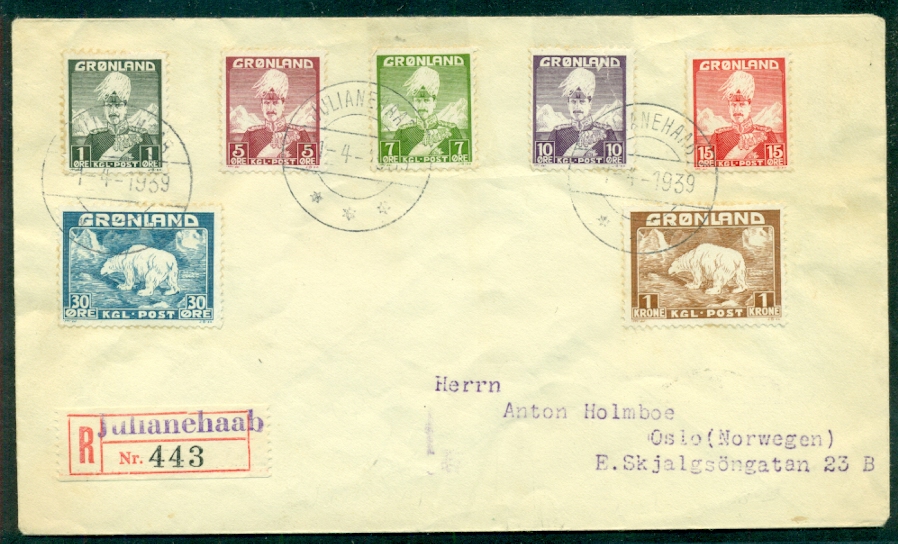 GRØNLAND
1 ØRE KGL·POST 1 ØRE
GRØNLAND
5 ØRE KGL·POST 5 ØRE
GRØNLAND
7 ØRE KGL·POST 7 ØRE
GRØNLAND
10 ØRE KGL·POST 10 ØRE
GRØNLAND
15 ØRE KGL·POST 15 ØRE
JULIANEHAAB
1-4-1939
GRØNLAND
30 ØRE KGL·POST 30 ØRE
GRØNLAND
1 KRONE KGL·POST 1 KRONE
Herrn
Anton Holmboe
Oslo(Norwegen)
E.Skjalgsöngatan 23 B
Julianehaab
R Nr. 443